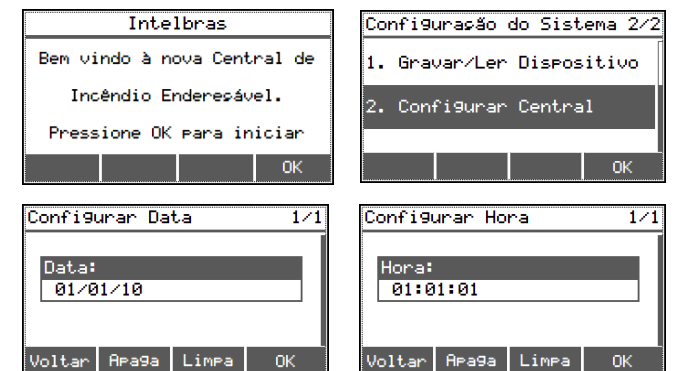 Intelbras
Bem vindo à nova Central de
Incêndio Endereçável.
Pressione OK para iniciar
OK
Configuração do Sistema 2/2
1. Gravar/Ler Dispositivo
2. Configurar Central
OK
Configurar Data 1/1
Data:
01/01/10
Voltar Apaga Limpa OK
Configurar Hora 1/1
Hora:
01:01:01
Voltar Apaga Limpa OK